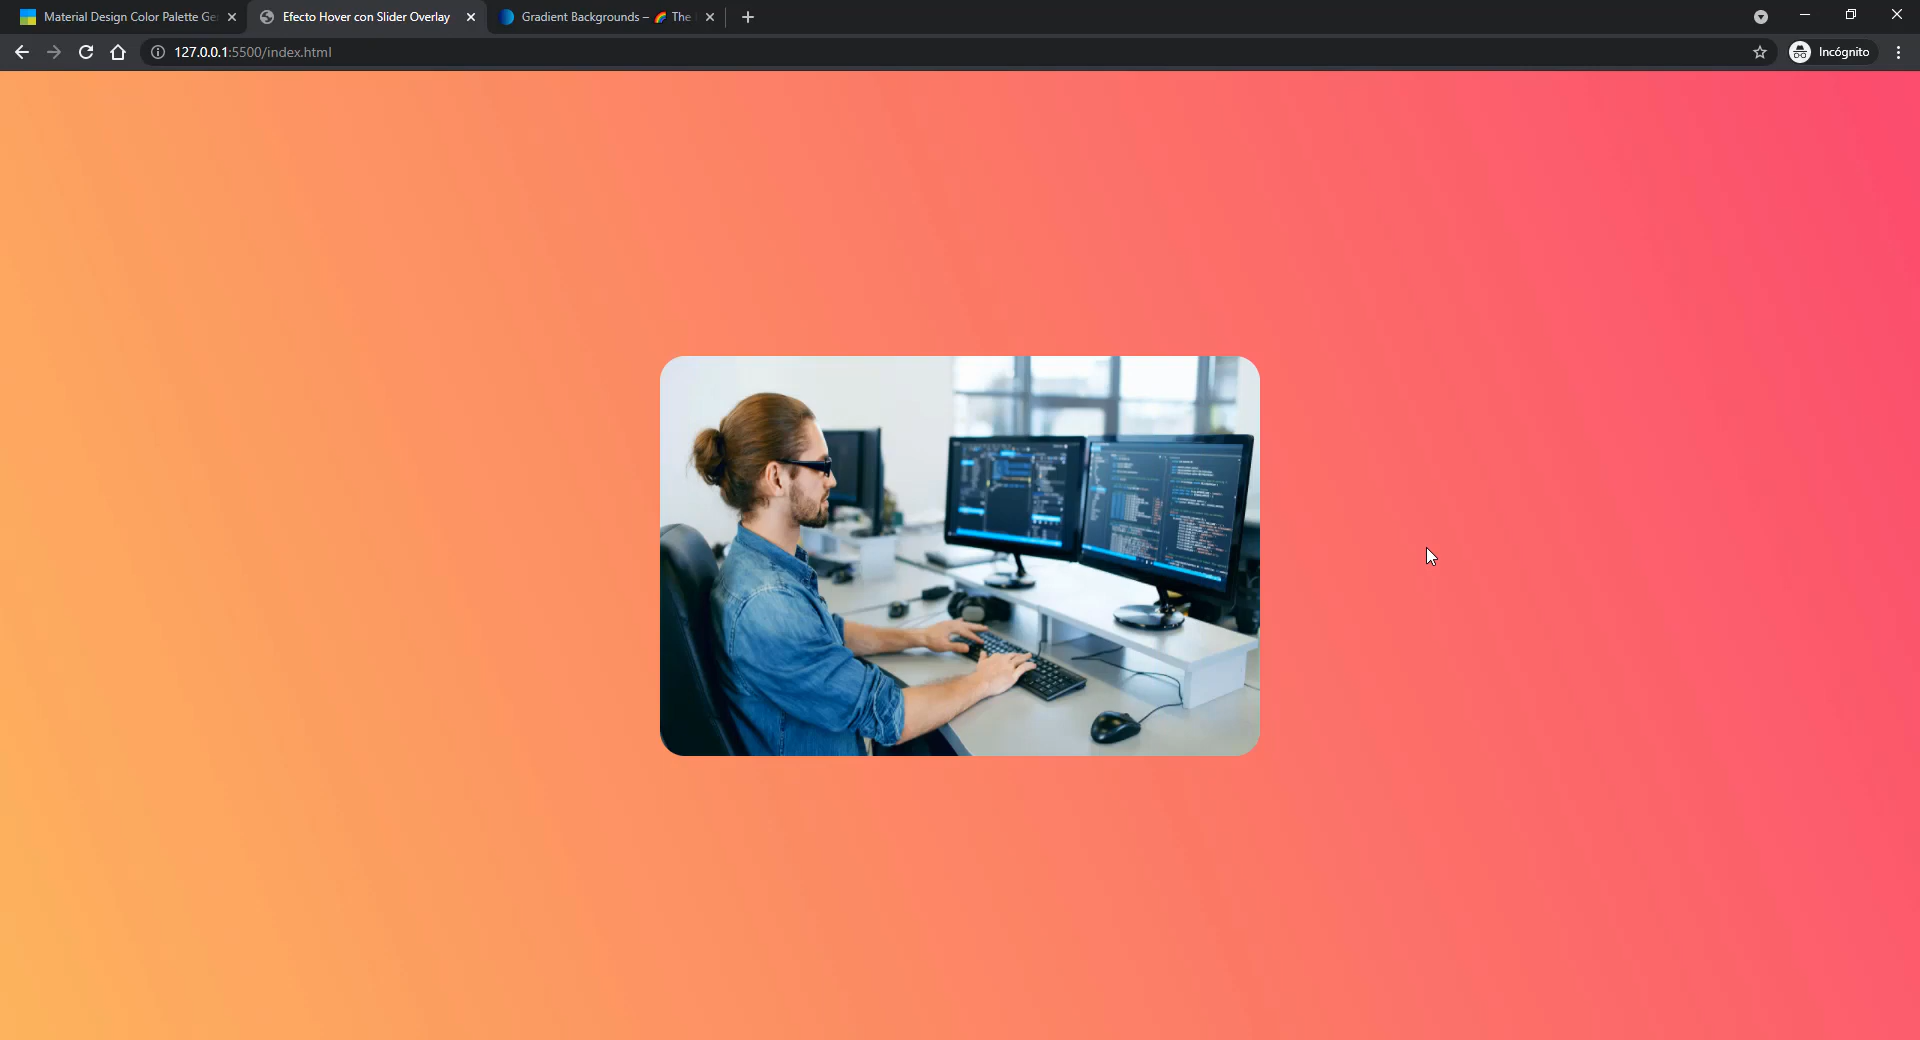 Material Design Color Palette Ge
Efecto Hover con Slider Overlay
Gradient Backgrounds – 🌈 The
127.0.0.1:5500/index.html
Incógnito